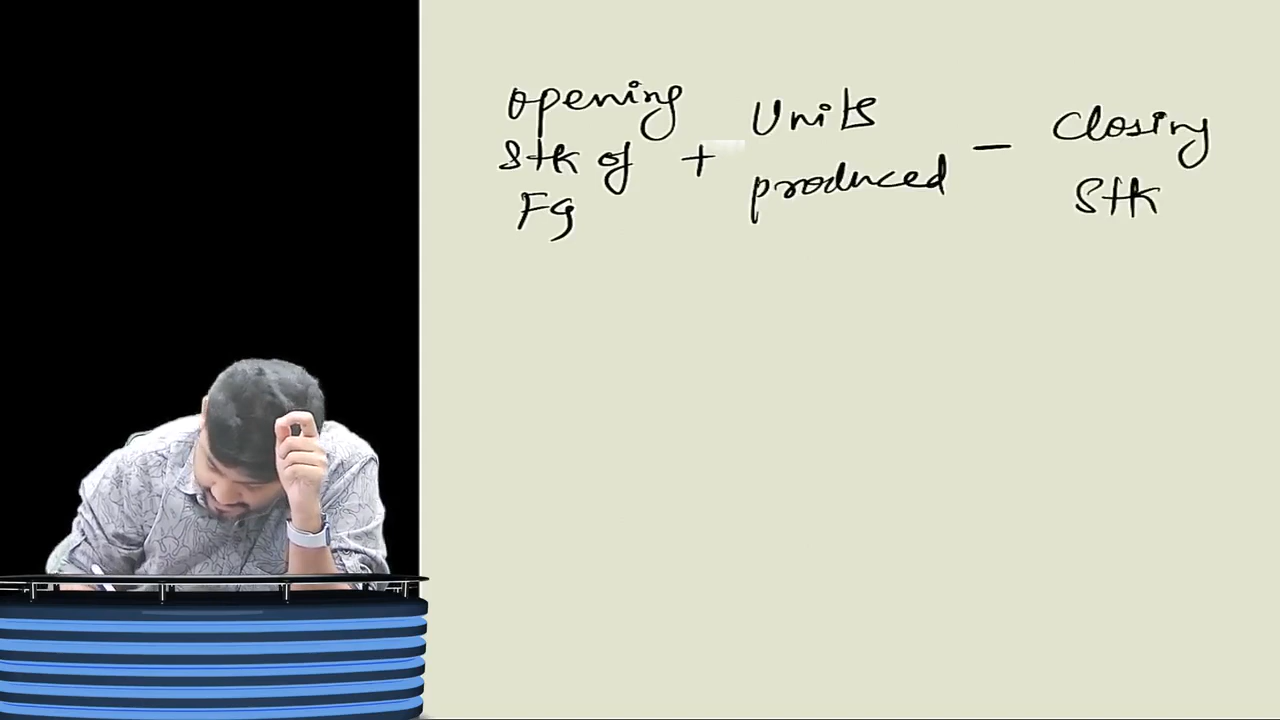 opening
Stk of
FG
+
Units
produced
-
Closing
Stk